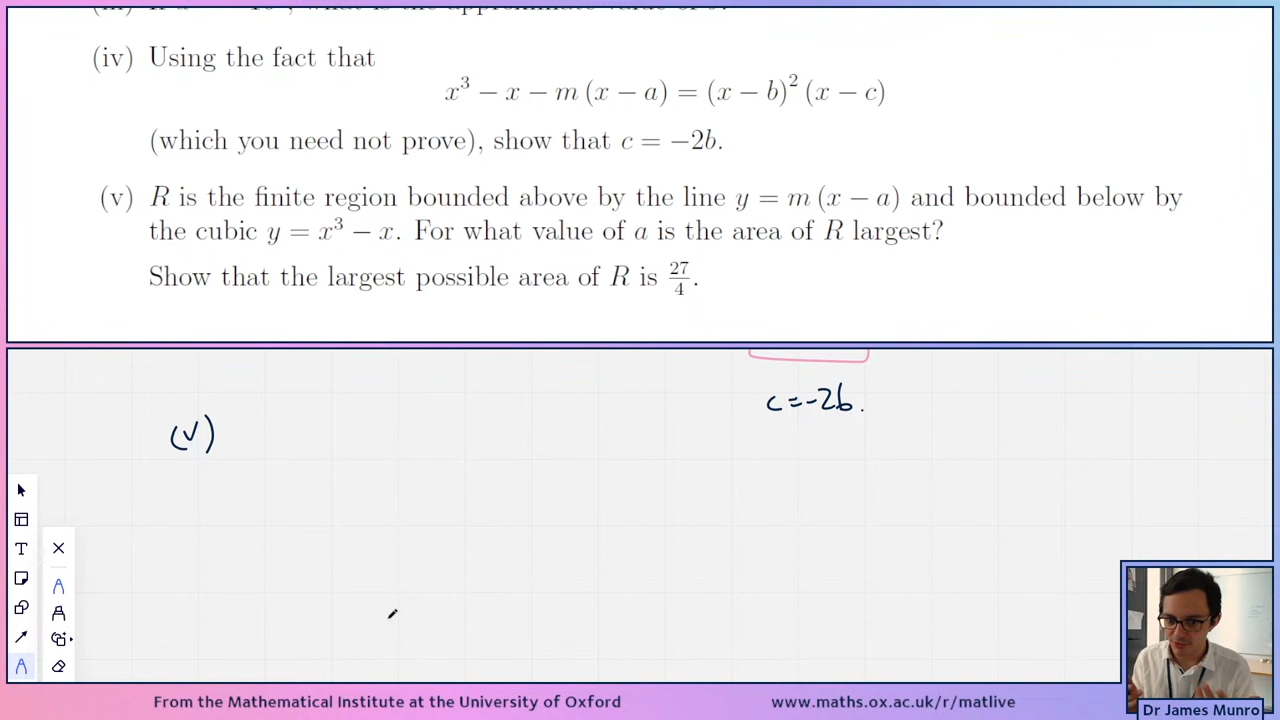 (iv) Using the fact that
x³ − x − m (x − a) = (x − b)² (x − c)
(which you need not prove), show that c = −2b.
(v) R is the finite region bounded above by the line y = m (x − a) and bounded below by
the cubic y = x³ − x. For what value of a is the area of R largest?
Show that the largest possible area of R is 27/4.
c = -2b.
(v)
From the Mathematical Institute at the University of Oxford
www.maths.ox.ac.uk/r/matlive
Dr James Munro